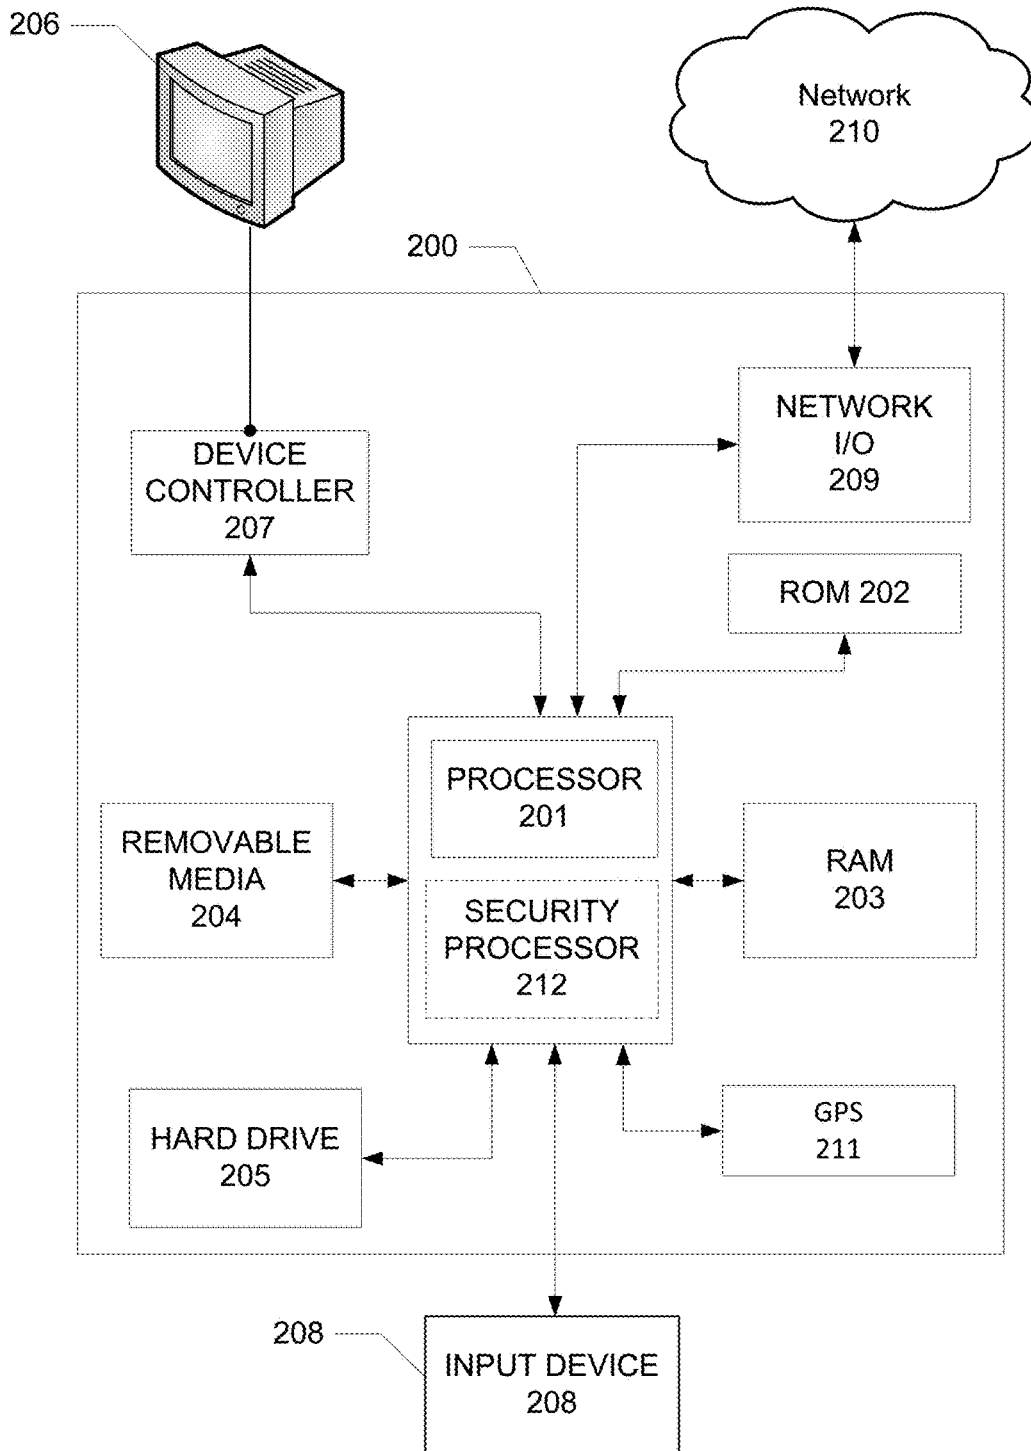 206
Network
210
200
NETWORK
I/O
209
DEVICE
CONTROLLER
207
ROM 202
PROCESSOR
201
REMOVABLE
MEDIA
204
RAM
203
SECURITY
PROCESSOR
212
HARD DRIVE
205
GPS
211
208
INPUT DEVICE
208